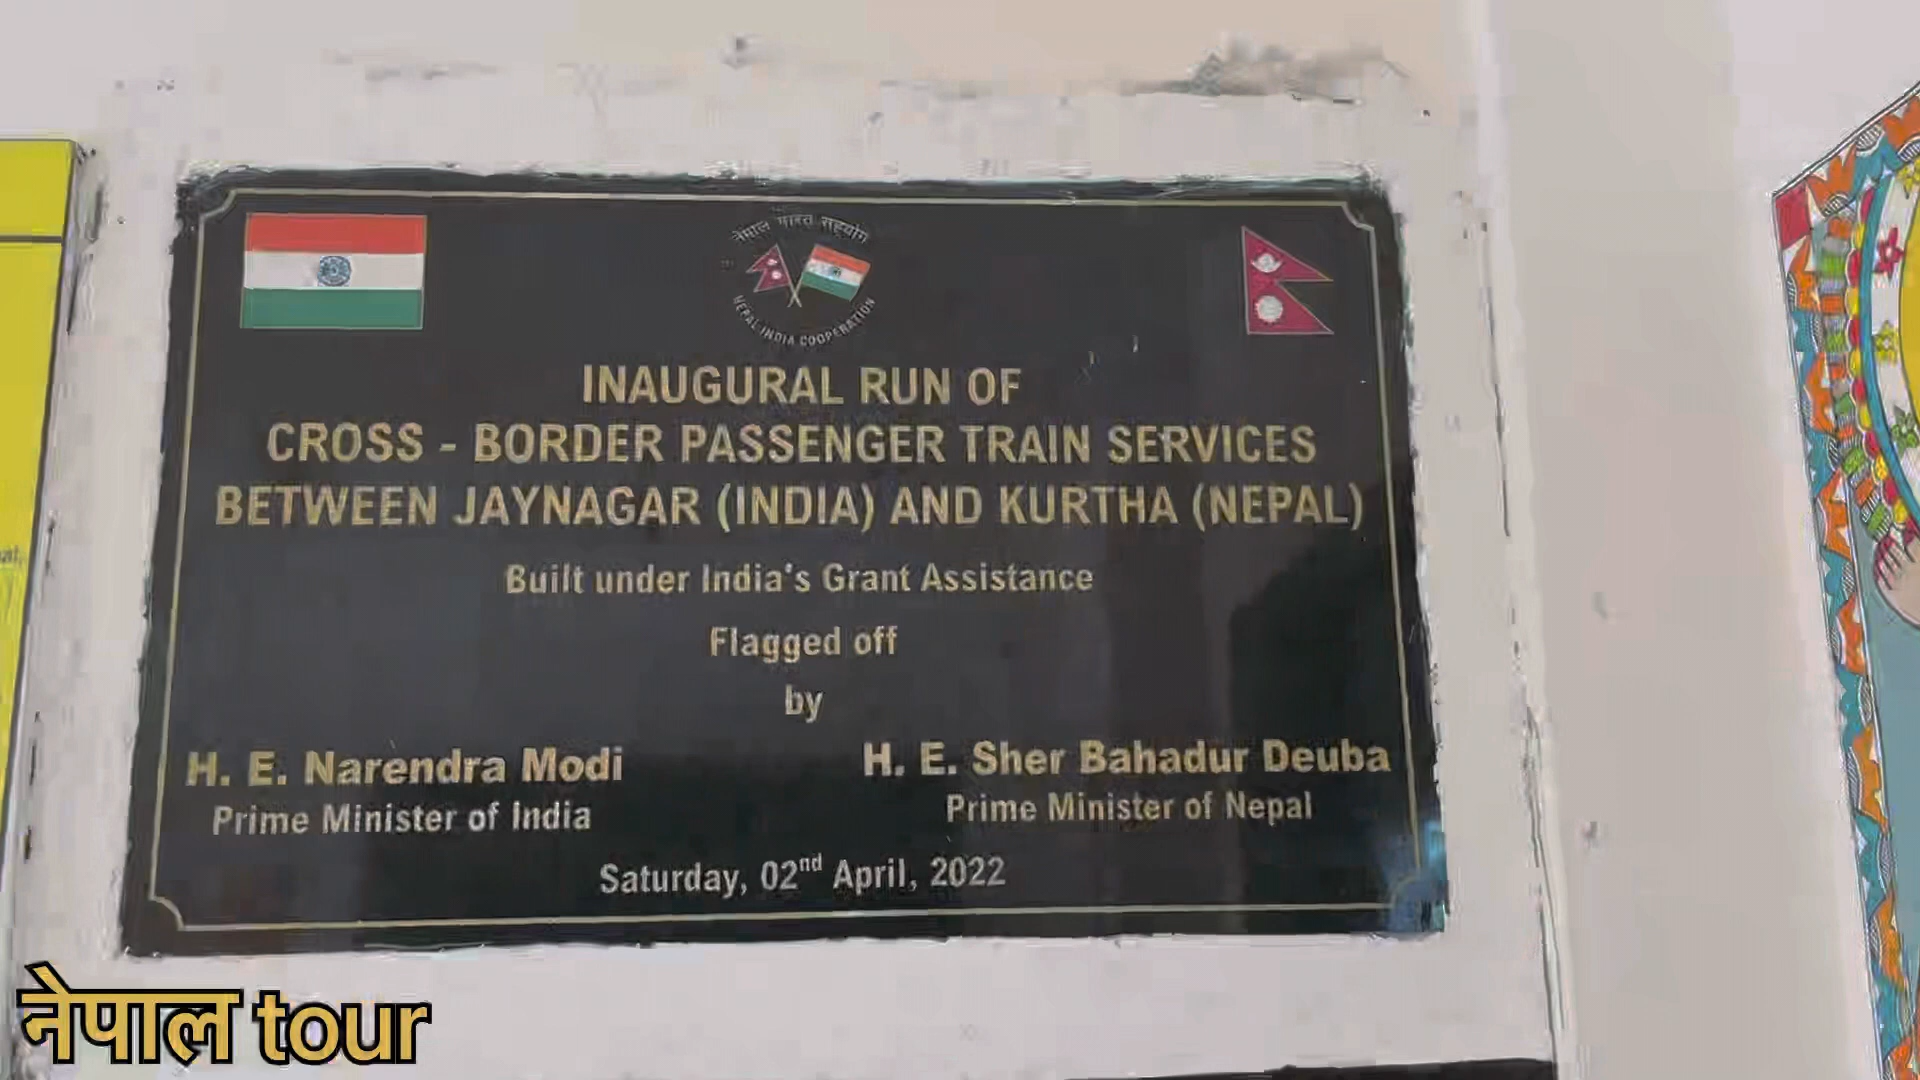 नेपाल भारत सहयोग
NEPAL-INDIA COOPERATION
INAUGURAL RUN OF
CROSS - BORDER PASSENGER TRAIN SERVICES
BETWEEN JAYNAGAR (INDIA) AND KURTHA (NEPAL)
Built under India's Grant Assistance
Flagged off
by
H. E. Narendra Modi
H. E. Sher Bahadur Deuba
Prime Minister of India
Prime Minister of Nepal
Saturday, 02nd April, 2022
नेपाल tour